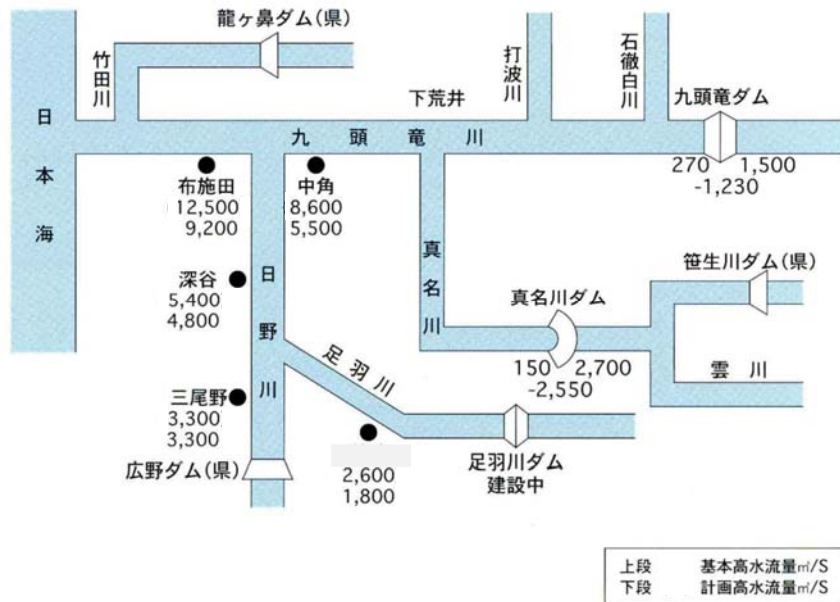 龍ヶ鼻ダム(県)
竹田川
打波川
石徹白川
下荒井
九頭竜ダム
日本海
九頭竜川
270 1,500
-1,230
布施田
12,500
9,200
中角
8,600
5,500
真名川
笹生川ダム(県)
深谷
5,400
4,800
日野川
真名川ダム
150 2,700
-2,550
足羽川
雲川
三尾野
3,300
3,300
広野ダム(県)
2,600
1,800
足羽川ダム
建設中
上段 基本高水流量㎥/S
下段 計画高水流量㎥/S